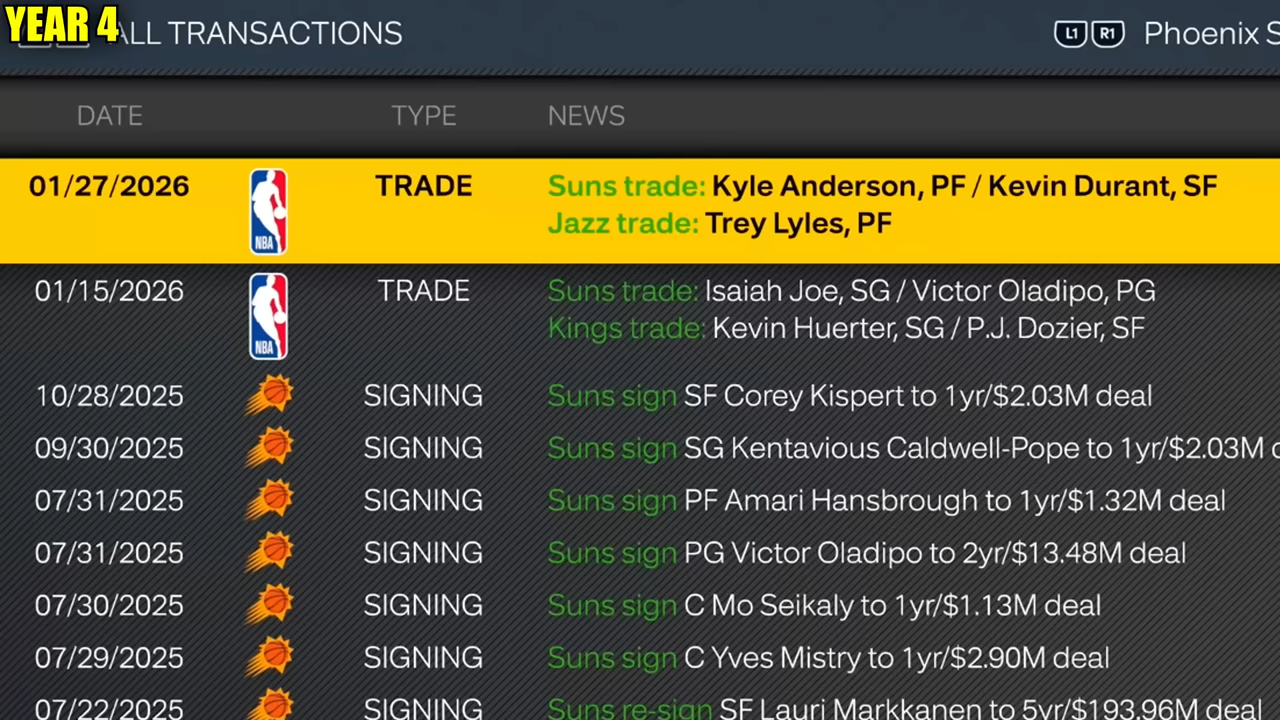 YEAR 4
ALL TRANSACTIONS L1 R1 Phoenix S
DATE TYPE NEWS
01/27/2026 NBA TRADE Suns trade: Kyle Anderson, PF / Kevin Durant, SF
Jazz trade: Trey Lyles, PF
01/15/2026 NBA TRADE Suns trade: Isaiah Joe, SG / Victor Oladipo, PG
Kings trade: Kevin Huerter, SG / P.J. Dozier, SF
10/28/2025 SIGNING Suns sign SF Corey Kispert to 1yr/$2.03M deal
09/30/2025 SIGNING Suns sign SG Kentavious Caldwell-Pope to 1yr/$2.03M d
07/31/2025 SIGNING Suns sign PF Amari Hansbrough to 1yr/$1.32M deal
07/31/2025 SIGNING Suns sign PG Victor Oladipo to 2yr/$13.48M deal
07/30/2025 SIGNING Suns sign C Mo Seikaly to 1yr/$1.13M deal
07/29/2025 SIGNING Suns sign C Yves Mistry to 1yr/$2.90M deal
07/22/2025 SIGNING Suns re-sign SF Lauri Markkanen to 5yr/$193.96M deal